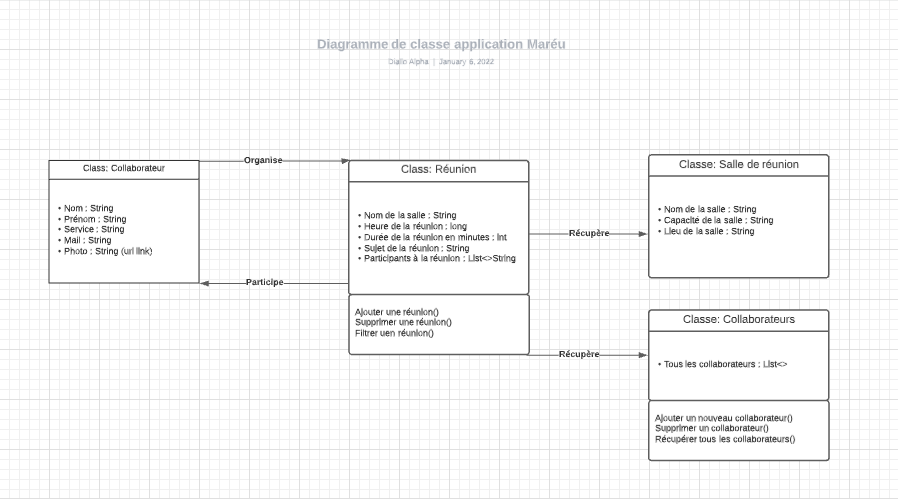 Diagramme de classe application Maréu
Diallo Alpha | January 6, 2022
Class: Collaborateur
• Nom : String
• Prénom : String
• Service : String
• Mail : String
• Photo : String (url link)
Organise
Participe
Class: Réunion
• Nom de la salle : String
• Heure de la réunion : long
• Durée de la réunion en minutes : int
• Sujet de la réunion : String
• Participants à la réunion : List<>String
Ajouter une réunion()
Supprimer une réunion()
Filtrer uen réunion()
Récupère
Récupère
Classe: Salle de réunion
• Nom de la salle : String
• Capacité de la salle : String
• Lieu de la salle : String
Classe: Collaborateurs
• Tous les collaborateurs : List<>
Ajouter un nouveau collaborateur()
Supprimer un collaborateur()
Récupérer tous les collaborateurs()